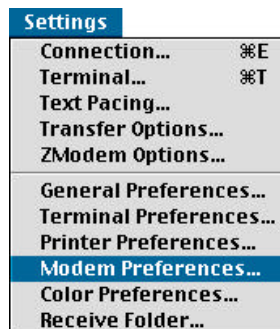 Settings
Connection... ⌘E
Terminal... ⌘T
Text Pacing...
Transfer Options...
ZModem Options...
General Preferences...
Terminal Preferences...
Printer Preferences...
Modem Preferences...
Color Preferences...
Receive Folder...